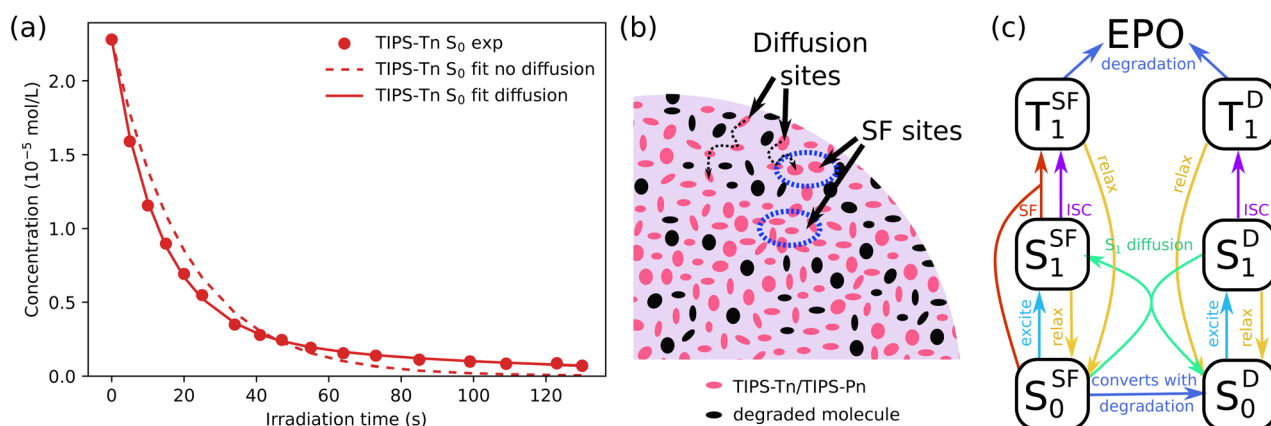 (a)
TIPS-Tn S0 exp
TIPS-Tn S0 fit no diffusion
TIPS-Tn S0 fit diffusion
Concentration (10−5 mol/L)
2.0
1.5
1.0
0.5
0.0
0
20
40
60
80
100
120
Irradiation time (s)
(b)
Diffusion
sites
SF sites
TIPS-Tn/TIPS-Pn
degraded molecule
(c)
EPO
degradation
T1SF
T1D
relax
relax
SF
ISC
ISC
S1SF
S1 diffusion
S1D
excite
relax
excite
relax
S0SF
converts with
degradation
S0D